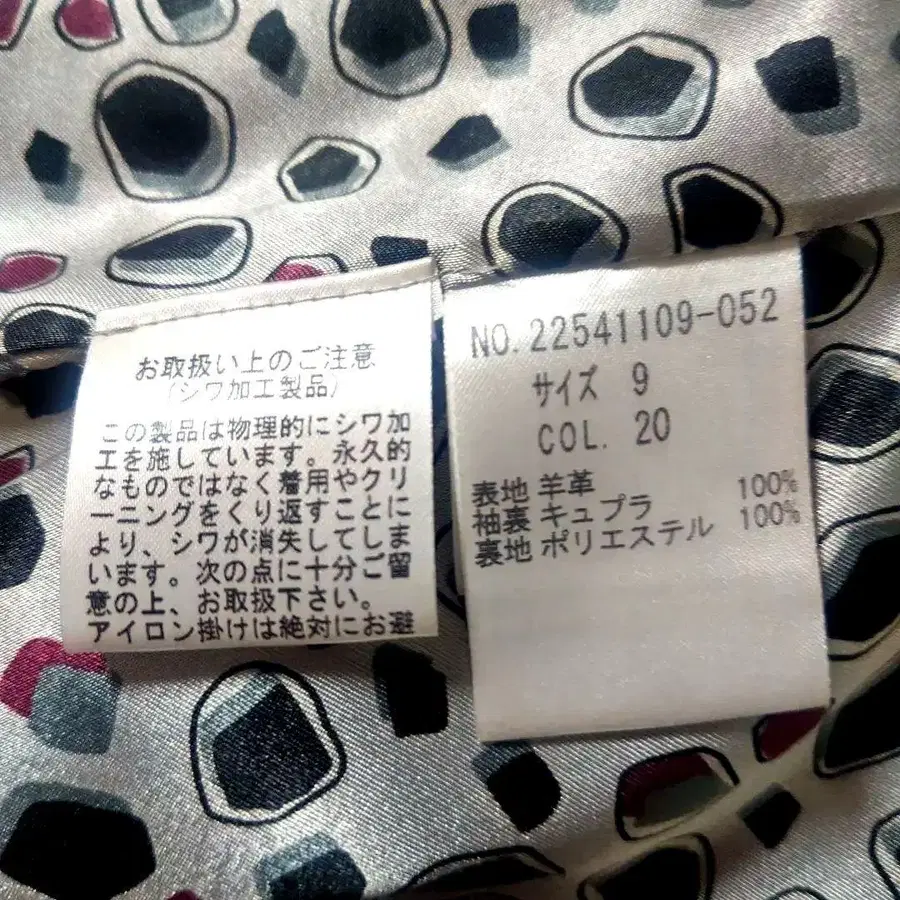 お取扱い上のご注意
(シワ加工製品)
この製品は物理的にシワ加
工を施しています。永久的
なものではなく着用やクリ
ーニングをくり返すことに
より、シワが消失してしま
います。次の点に十分ご留
意の上、お取扱下さい。
アイロン掛けは絶対にお避
NO. 22541109-052
サイズ 9
COL. 20
表地 羊革 100%
袖裏 キュプラ 100%
裏地 ポリエステル